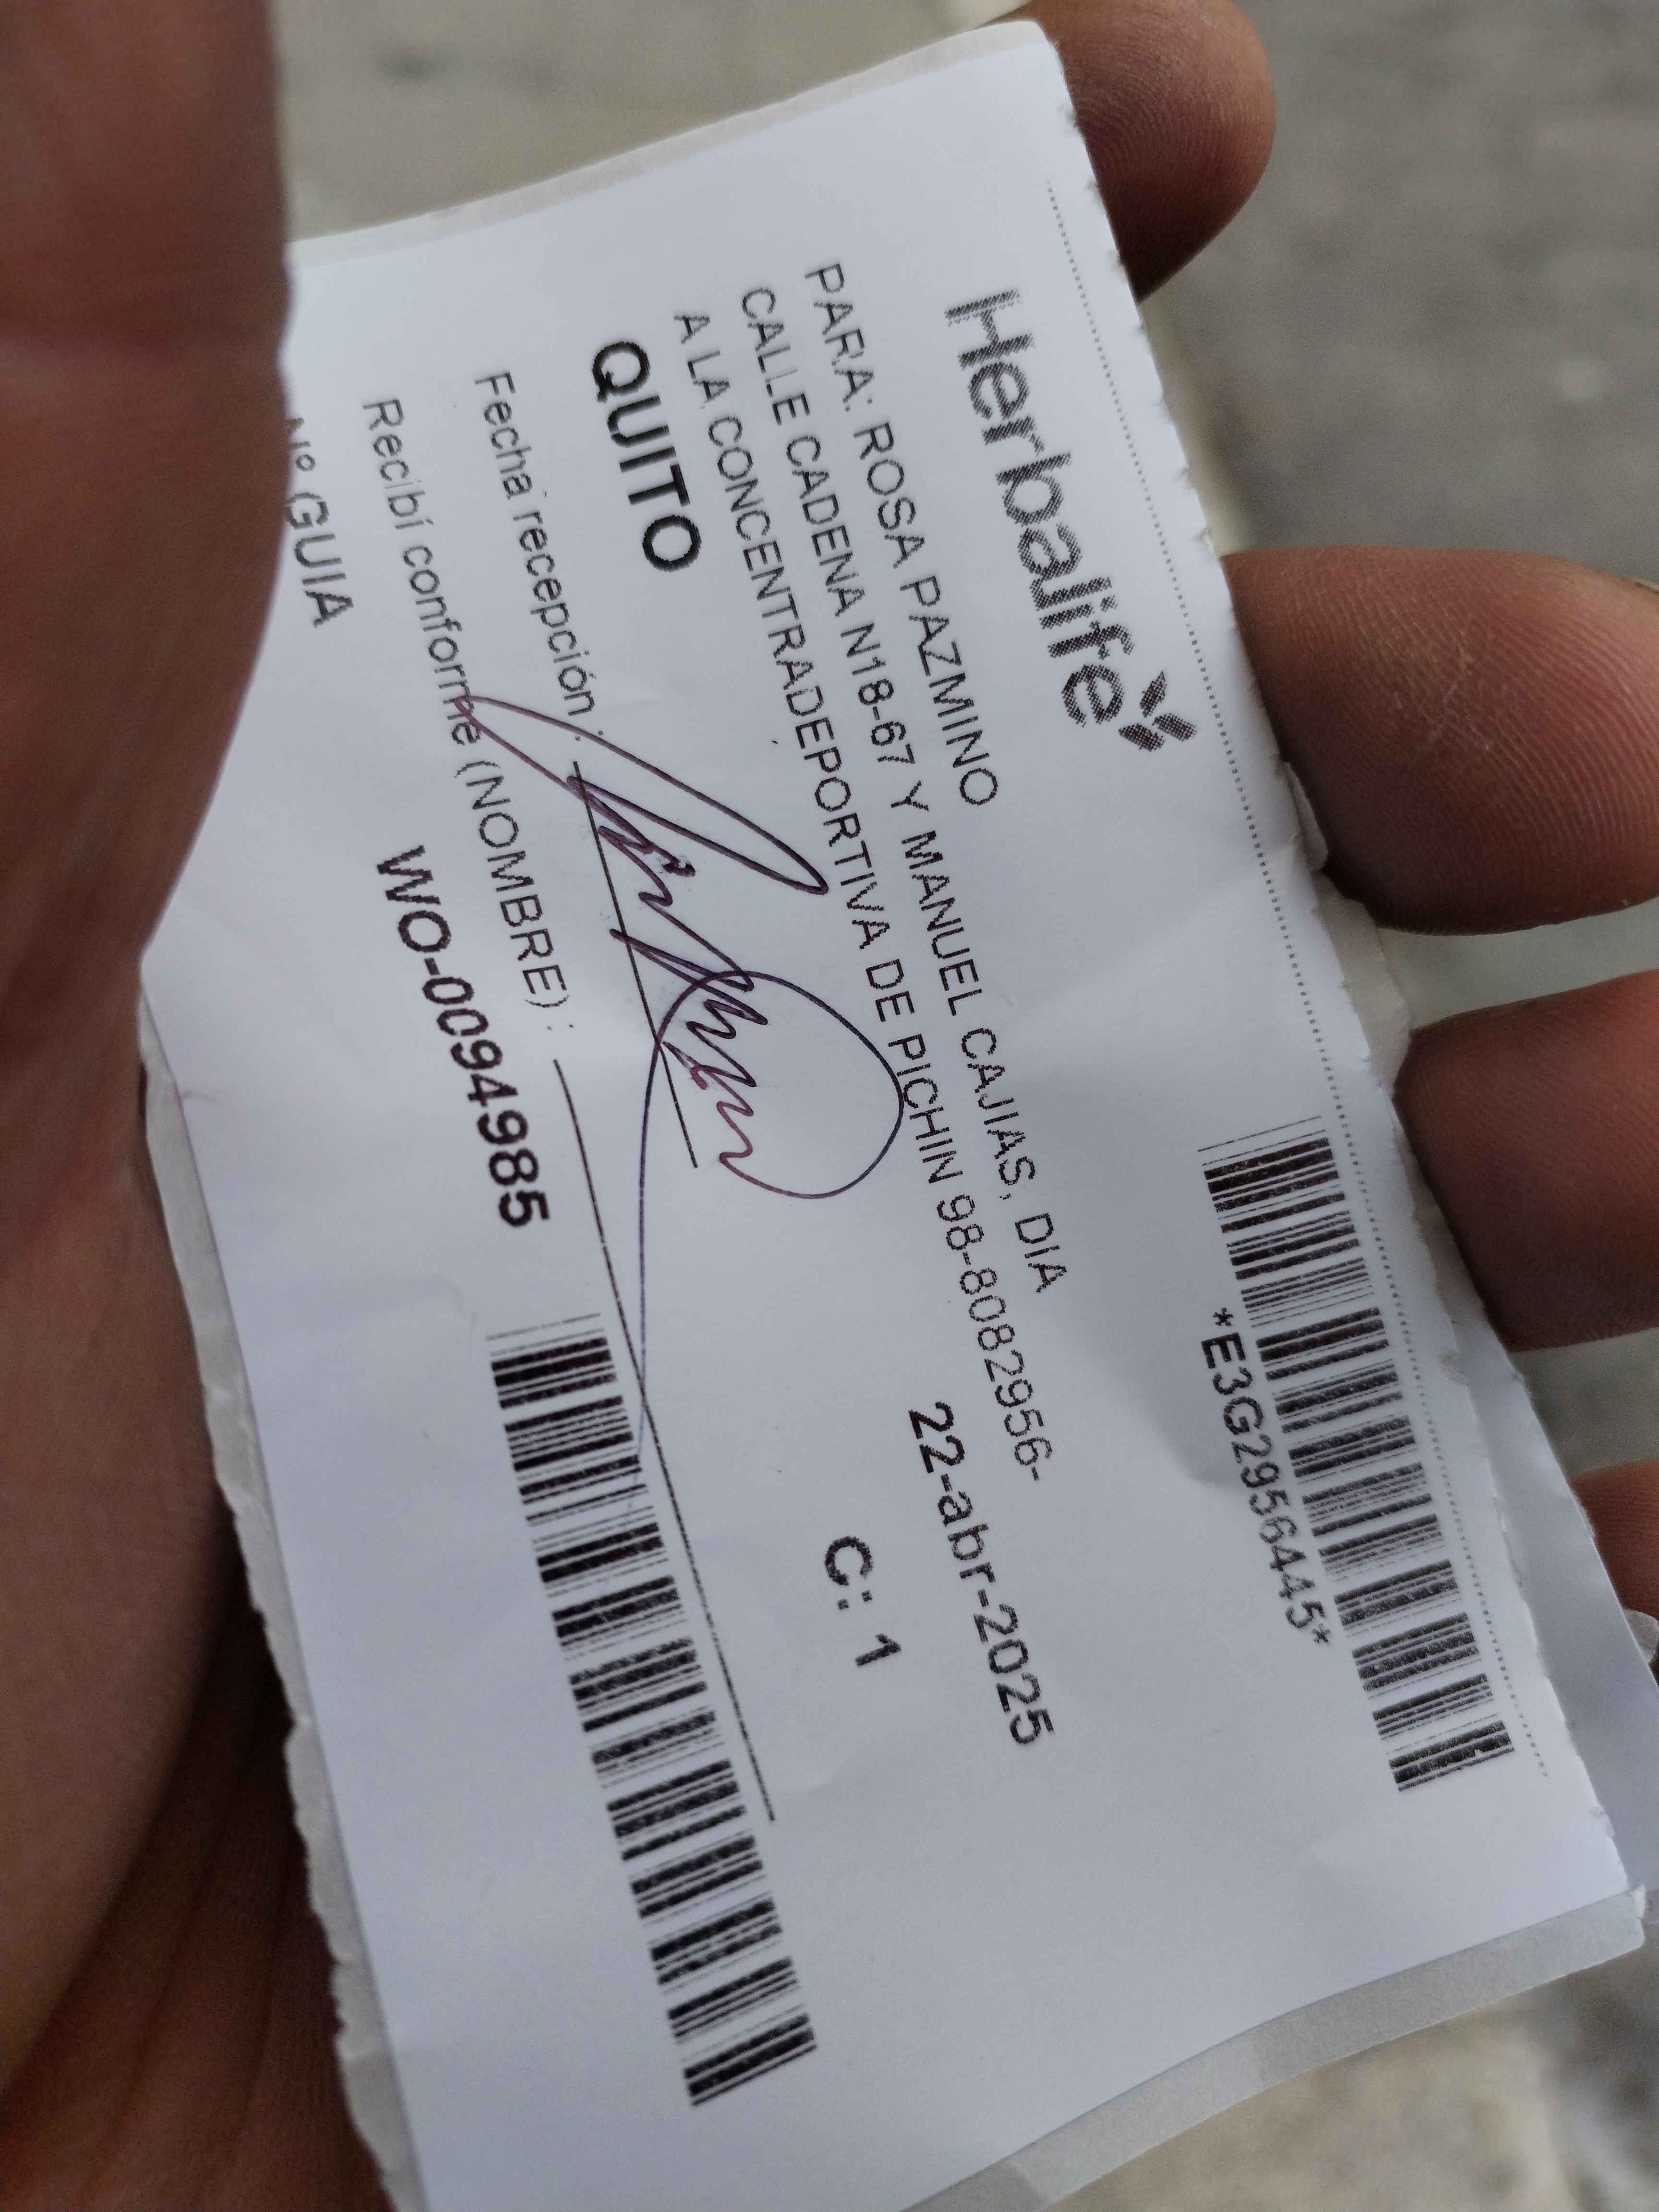 Herbalife
*E3G2956445*
PARA: ROSA PAZMINO
CALLE CADENA N18-67 Y MANUEL CAJIAS, DIA
A LA CONCENTRADEPORTIVA DE PICHIN 98-8082956-
QUITO
22-abr-2025
C: 1
Fecha recepción :
Recibí conforme (NOMBRE) :
Nº GUIA
WO-0094985